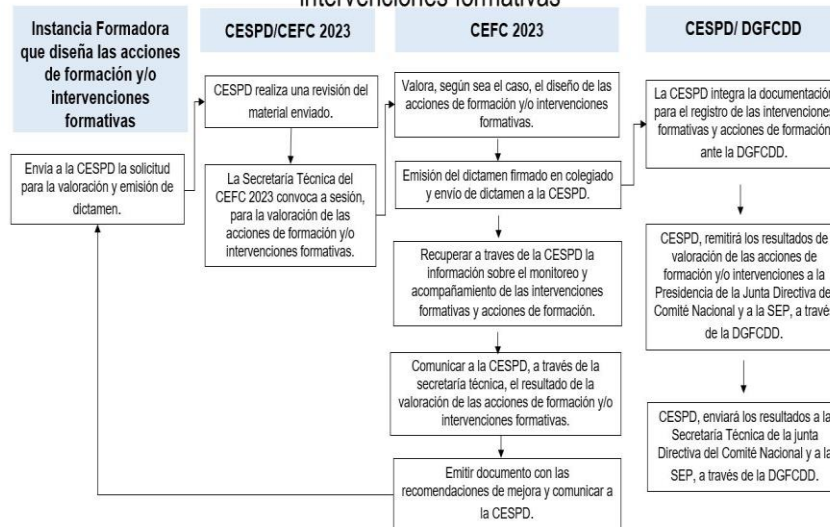 intervenciones formativas
Instancia Formadora
que diseña las acciones
de formación y/o
intervenciones
formativas
Envía a la CESPD la solicitud
para la valoración y emisión de
dictamen.
CESPD/CEFC 2023
CESPD realiza una revisión del
material enviado.
La Secretaría Técnica del
CEFC 2023 convoca a sesión,
para la valoración de las
acciones de formación y/o
intervenciones formativas.
CEFC 2023
Valora, según sea el caso, el diseño de las
acciones de formación y/o intervenciones
formativas.
Emisión del dictamen firmado en colegiado
y envío de dictamen a la CESPD.
Recuperar a traves de la CESPD la
información sobre el monitoreo y
acompañamiento de las intervenciones
formativas y acciones de formación.
Comunicar a la CESPD, a través de la
secretaría técnica, el resultado de la
valoración de las acciones de formación y/o
intervenciones formativas.
Emitir documento con las
recomendaciones de mejora y comunicar a
la CESPD.
CESPD/ DGFCDD
La CESPD integra la documentación
para el registro de las intervenciones
formativas y acciones de formación
ante la DGFCDD.
CESPD, remitirá los resultados de
valoración de las acciones de
formación y/o intervenciones a la
Presidencia de la Junta Directiva de
Comité Nacional y a la SEP, a través
de la DGFCDD.
CESPD, enviará los resultados a la
Secretaría Técnica de la junta
Directiva del Comité Nacional y a la
SEP, a través de la DGFCDD.